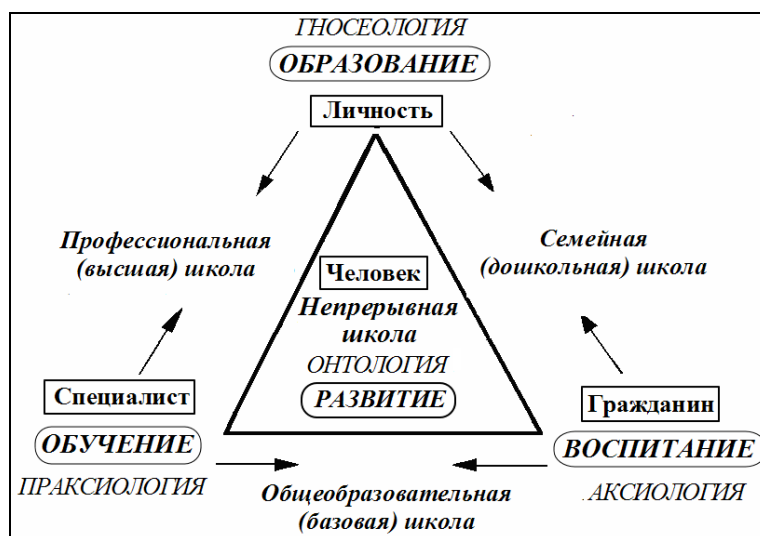 ГНОСЕОЛОГИЯ
ОБРАЗОВАНИЕ
Личность
Профессиональная
(высшая) школа
Семейная
(дошкольная) школа
Человек
Непрерывная
школа
ОНТОЛОГИЯ
РАЗВИТИЕ
Специалист
ОБУЧЕНИЕ
ПРАКСИОЛОГИЯ
Гражданин
ВОСПИТАНИЕ
АКСИОЛОГИЯ
Общеобразовательная
(базовая) школа